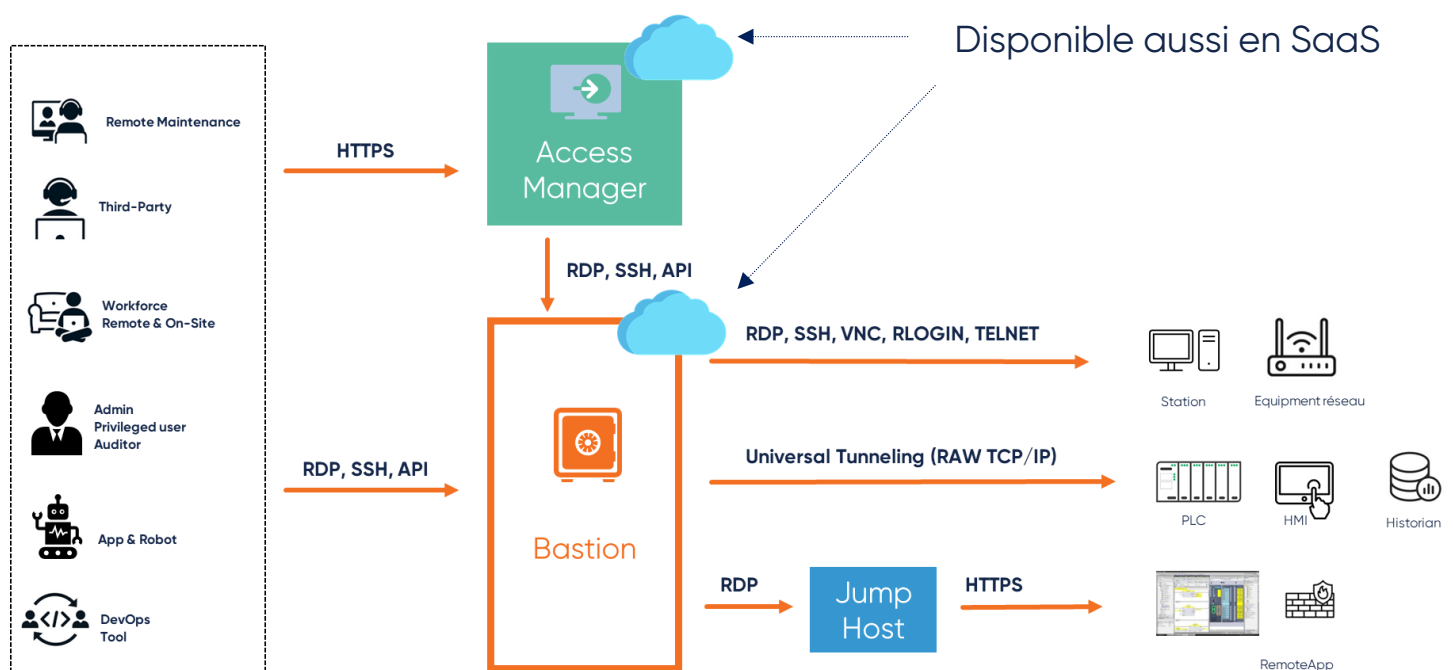 Disponible aussi en SaaS
Remote Maintenance
Third-Party
Workforce
Remote & On-Site
Admin
Privileged user
Auditor
App & Robot
DevOps
Tool
HTTPS
Access
Manager
RDP, SSH, API
RDP, SSH, API
Bastion
RDP, SSH, VNC, RLOGIN, TELNET
Station
Equipment réseau
Universal Tunneling (RAW TCP/IP)
PLC
HMI
Historian
RDP
Jump
Host
HTTPS
RemoteApp